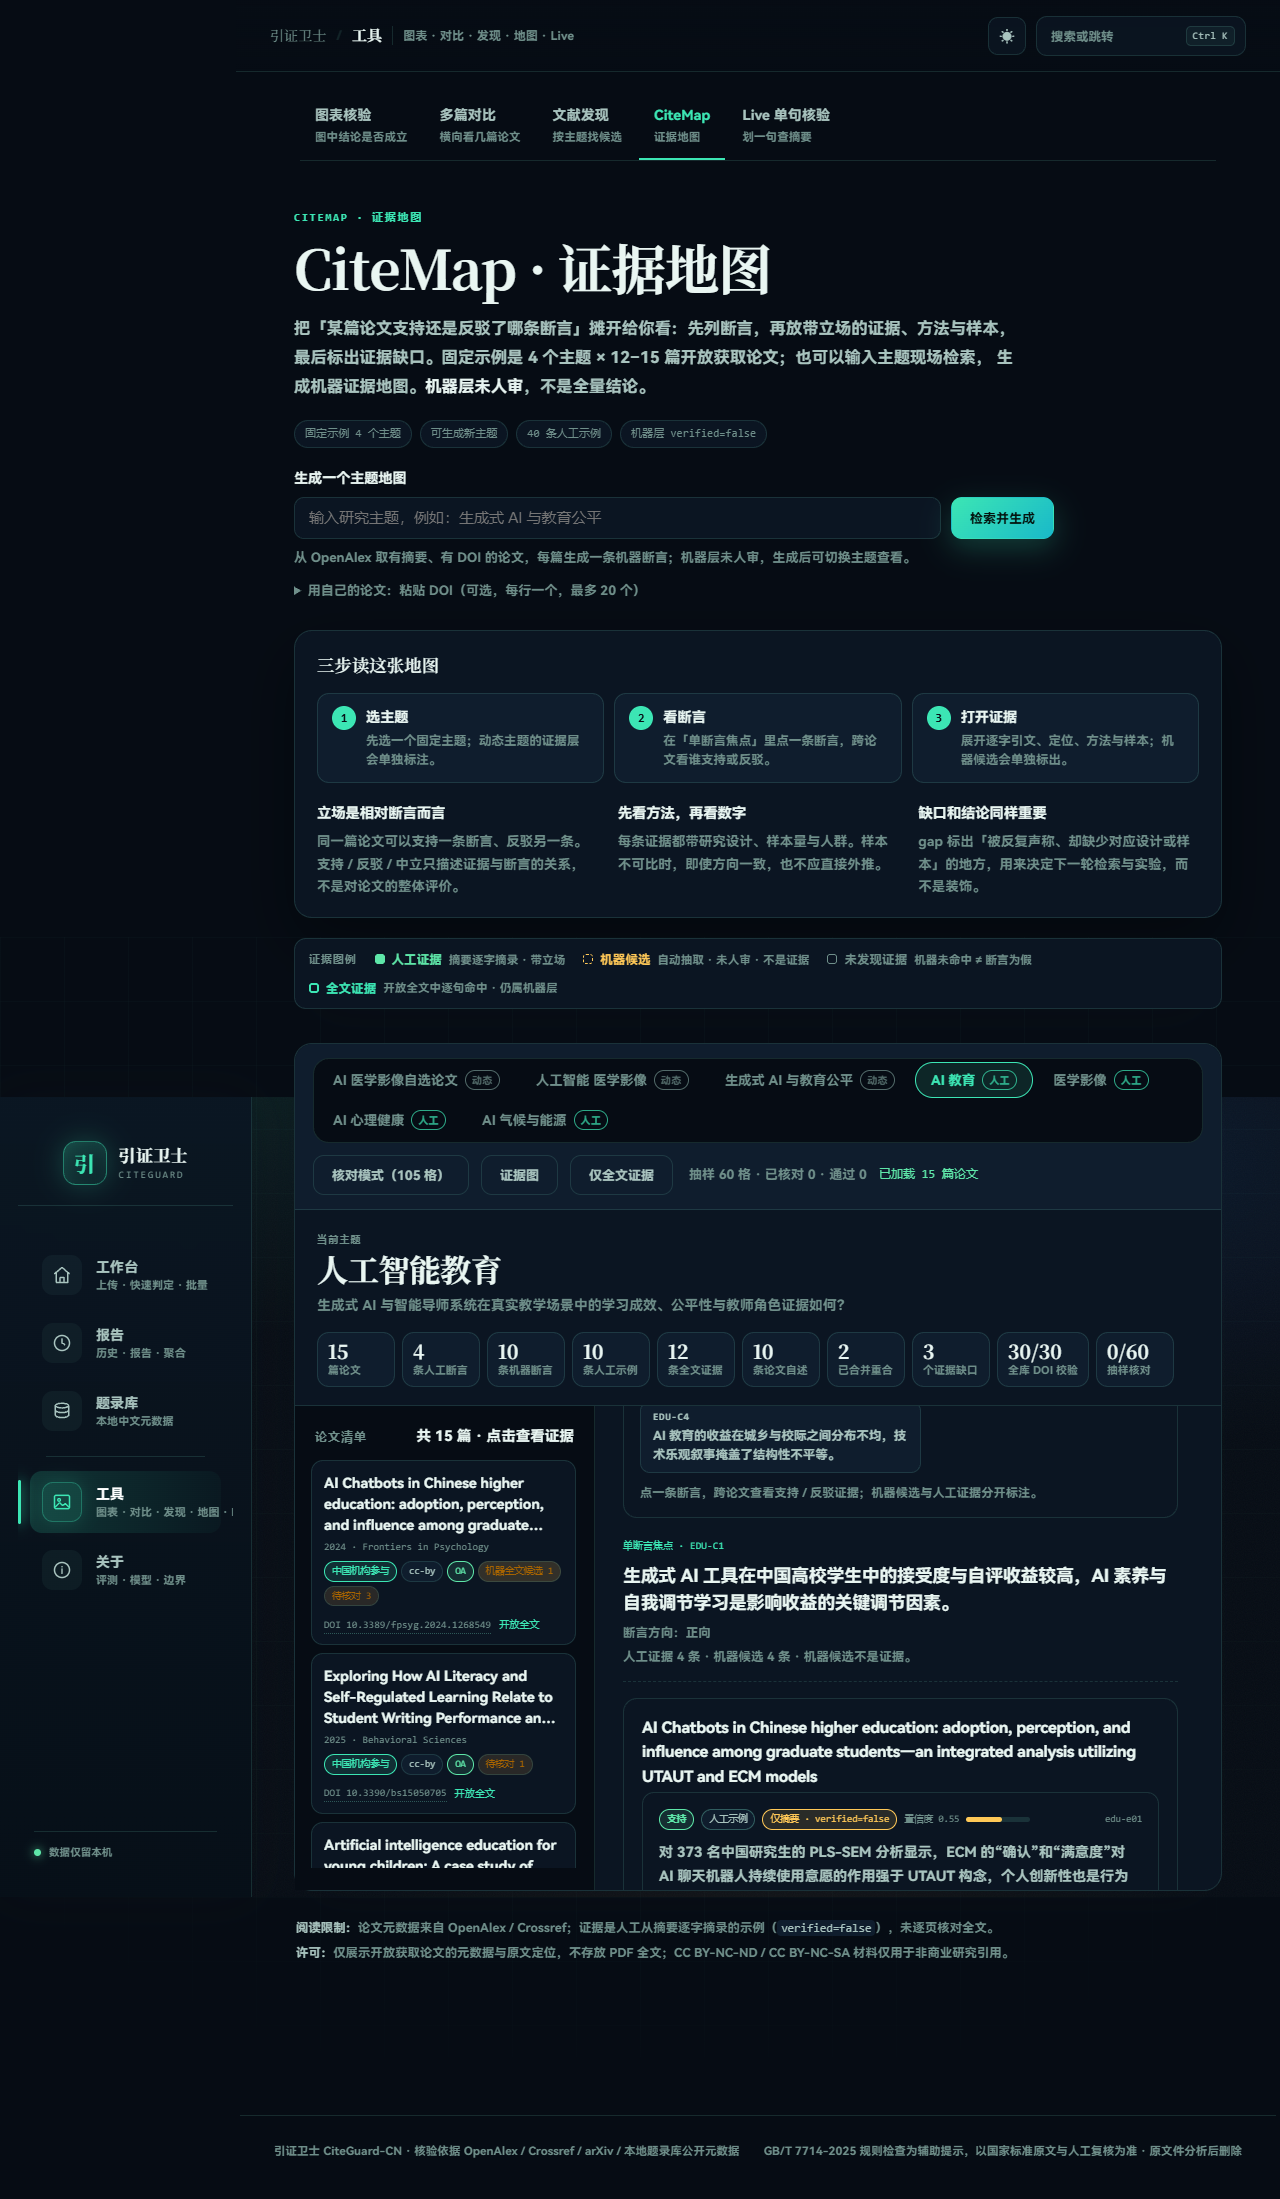 引证卫士 / 工具 图表 · 对比 · 发现 · 地图 · Live
搜索或跳转 Ctrl K
图表核验 多篇对比 文献发现 CiteMap Live 单句核验
图中结论是否成立 横向看几篇论文 按主题找候选 证据地图 划一句查摘要
CITEMAP · 证据地图
CiteMap · 证据地图
把「某篇论文支持还是反驳了哪条断言」摊开给你看：先列断言，再放带立场的证据、方法与样本，
最后标出证据缺口。固定示例是 4 个主题 × 12–15 篇开放获取论文；也可以输入主题现场检索， 生
成机器证据地图。机器层未人审，不是全量结论。
固定示例 4 个主题 可生成新主题 40 条人工示例 机器层 verified=false
生成一个主题地图
输入研究主题，例如：生成式 AI 与教育公平 检索并生成
从 OpenAlex 取有摘要、有 DOI 的论文，每篇生成一条机器断言；机器层未人审，生成后可切换主题查看。
▶ 用自己的论文：粘贴 DOI（可选，每行一个，最多 20 个）
三步读这张地图
1 选主题
先选一个固定主题；动态主题的证据层
会单独标注。
2 看断言
在「单断言焦点」里点一条断言，跨论
文看谁支持或反驳。
3 打开证据
展开逐字引文、定位、方法与样本；机
器候选会单独标出。
立场是相对断言而言
同一篇论文可以支持一条断言、反驳另一条。
支持 / 反驳 / 中立只描述证据与断言的关系，
不是对论文的整体评价。
先看方法，再看数字
每条证据都带研究设计、样本量与人群。样本
不可比时，即使方向一致，也不应直接外推。
缺口和结论同样重要
gap 标出「被反复声称、却缺少对应设计或样
本」的地方，用来决定下一轮检索与实验，而
不是装饰。
证据图例 人工证据 摘要逐字摘录 · 带立场 机器候选 自动抽取 · 未人审 · 不是证据 未发现证据 机器未命中 ≠ 断言为假
全文证据 开放全文中逐句命中 · 仍属机器层
AI 医学影像自选论文 动态 人工智能 医学影像 动态 生成式 AI 与教育公平 动态 AI 教育 人工 医学影像 人工
AI 心理健康 人工 AI 气候与能源 人工
核对模式（105 格） 证据图 仅全文证据 抽样 60 格 · 已核对 0 · 通过 0 已加载 15 篇论文
引 引证卫士
CITEGUARD
工作台
上传 · 快速判定 · 批量
报告
历史 · 报告 · 聚合
题录库
本地中文元数据
工具
图表 · 对比 · 发现 · 地图 ·
关于
评测 · 模型 · 边界
数据仅留本机
当前主题
人工智能教育
生成式 AI 与智能导师系统在真实教学场景中的学习成效、公平性与教师角色证据如何？
15 4 10 10 12 10 2 3 30/30 0/60
篇论文 条人工断言 条机器断言 条人工示例 条全文证据 条论文自述 已合并重合 个证据缺口 全库 DOI 校验 抽样核对
论文清单 共 15 篇 · 点击查看证据
AI Chatbots in Chinese higher
education: adoption, perception,
and influence among graduate…
2024 · Frontiers in Psychology
中国机构参与 cc-by OA 机器全文候选 1
待核对 3
DOI 10.3389/fpsyg.2024.1268549 开放全文
Exploring How AI Literacy and
Self-Regulated Learning Relate to
Student Writing Performance an…
2025 · Behavioral Sciences
中国机构参与 cc-by OA 待核对 1
DOI 10.3390/bs15050705 开放全文
Artificial intelligence education for
young children: A case study of
EDU-C4
AI 教育的收益在城乡与校际之间分布不均，技
术乐观叙事掩盖了结构性不平等。
点一条断言，跨论文查看支持 / 反驳证据；机器候选与人工证据分开标注。
单断言焦点 · EDU-C1
生成式 AI 工具在中国高校学生中的接受度与自评收益较高，AI 素养与
自我调节学习是影响收益的关键调节因素。
断言方向：正向
人工证据 4 条 · 机器候选 4 条 · 机器候选不是证据。
AI Chatbots in Chinese higher education: adoption, perception, and
influence among graduate students—an integrated analysis utilizing
UTAUT and ECM models
支持 人工示例 仅摘要 · verified=false 置信度 0.55 edu-e01
对 373 名中国研究生的 PLS-SEM 分析显示，ECM 的“确认”和“满意度”对
AI 聊天机器人持续使用意愿的作用强于 UTAUT 构念，个人创新性也是行为
阅读限制：论文元数据来自 OpenAlex / Crossref；证据是人工从摘要逐字摘录的示例（verified=false），未逐页核对全文。
许可：仅展示开放获取论文的元数据与原文定位，不存放 PDF 全文；CC BY-NC-ND / CC BY-NC-SA 材料仅用于非商业研究引用。
引证卫士 CiteGuard-CN · 核验依据 OpenAlex / Crossref / arXiv / 本地题录库公开元数据 GB/T 7714-2025 规则检查为辅助提示，以国家标准原文与人工复核为准 · 原文件分析后删除